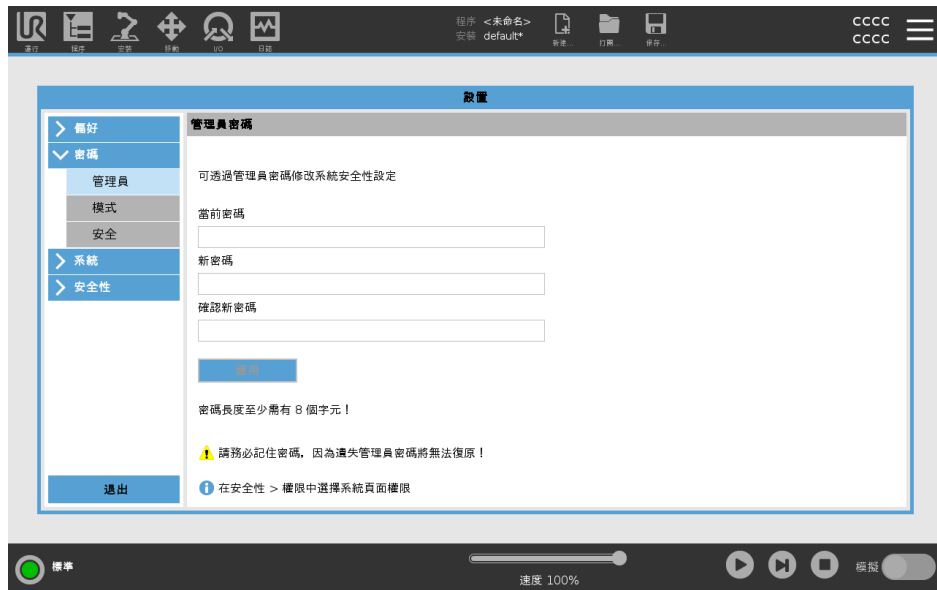 UR
程序 <未命名>
安裝 default*
CCCC
CCCC
運行
程序
安裝
移動
I/O
日誌
新建...
打開...
保存...
設置
偏好
密碼
管理員
模式
安全
系統
安全性
退出
管理員密碼
可透過管理員密碼修改系統安全性設定
當前密碼
新密碼
確認新密碼
應用
密碼長度至少需有 8 個字元！
請務必記住密碼，因為遺失管理員密碼將無法復原！
在安全性 > 權限中選擇系統頁面權限
標準
速度 100%
模擬